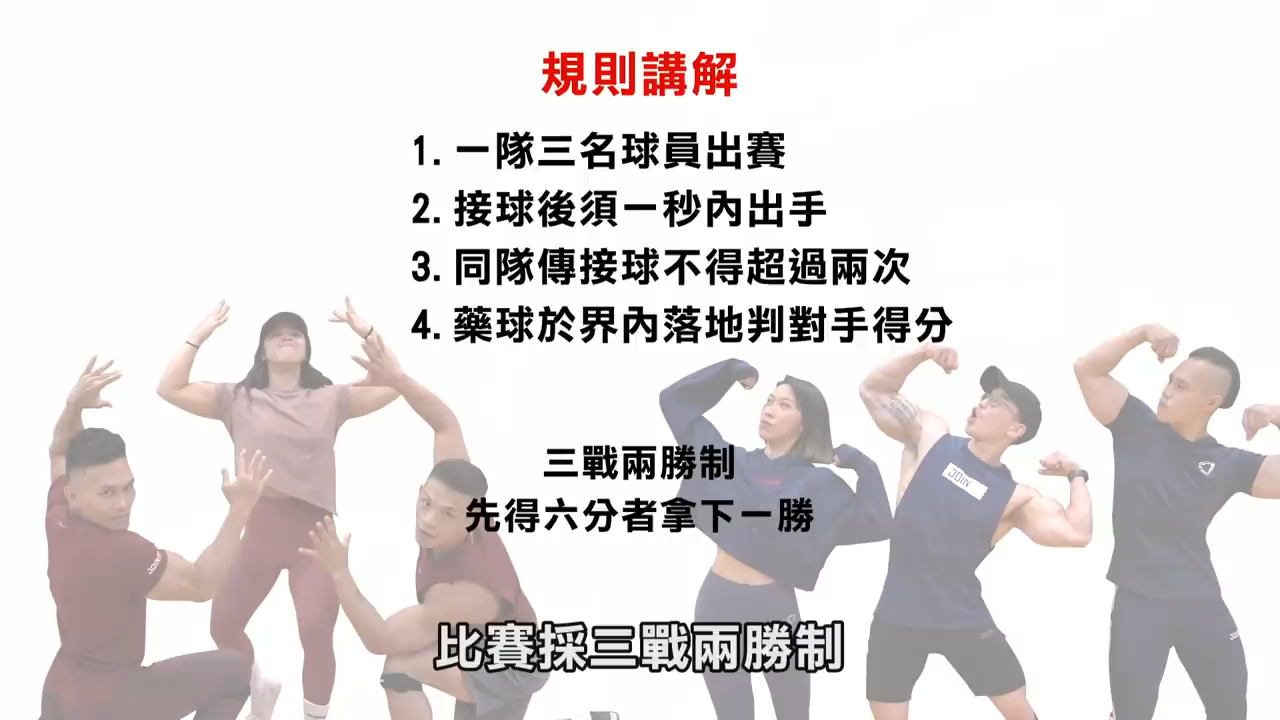 規則講解
1. 一隊三名球員出賽
2. 接球後須一秒內出手
3. 同隊傳接球不得超過兩次
4. 藥球於界內落地判對手得分
三戰兩勝制
先得六分者拿下一勝
JOIN
比賽採三戰兩勝制